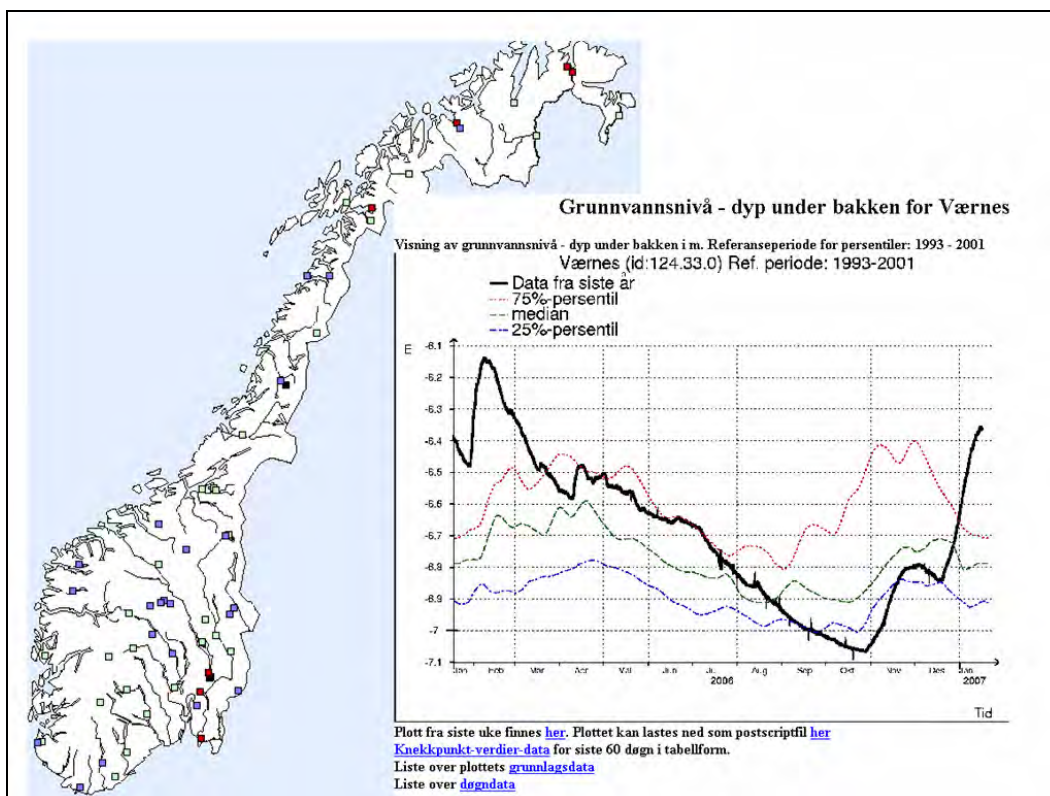 Grunnvannsnivå - dyp under bakken for Værnes
Visning av grunnvannsnivå - dyp under bakken i m. Referanseperiode for persentiler: 1993 - 2001
Værnes (id:124.33.0) Ref. periode: 1993-2001
Data fra siste år
75%-persentil
median
25%-persentil
E
-6.1
-6.2
-6.3
-6.4
-6.5
-6.6
-6.7
-6.8
-6.9
-7
-7.1
Jan Feb Mar Apr Mai Jun Jul Aug Sep Okt Nov Des Jan
2006 2007
Tid
Plott fra siste uke finnes her. Plottet kan lastes ned som postscriptfil her
Knekkpunkt-verdier-data for siste 60 døgn i tabellform.
Liste over plottets grunnlagsdata
Liste over døgndata